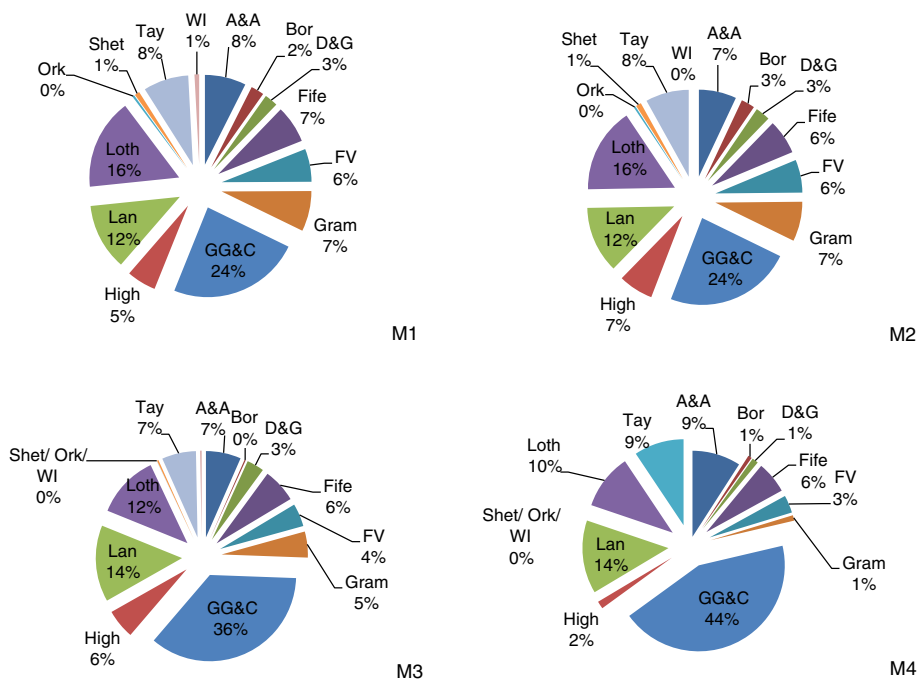 A&A
8%
Bor
2%
D&G
3%
Fife
7%
FV
6%
Gram
7%
GG&C
24%
High
5%
Lan
12%
Loth
16%
Ork
0%
Shet
1%
Tay
8%
WI
1%
M1
A&A
7%
Bor
3%
D&G
3%
Fife
6%
FV
6%
Gram
7%
GG&C
24%
High
7%
Lan
12%
Loth
16%
Ork
0%
Shet
1%
Tay
8%
WI
0%
M2
A&A
7%
Bor
0%
D&G
3%
Fife
6%
FV
4%
Gram
5%
GG&C
36%
High
6%
Lan
14%
Loth
12%
Shet/ Ork/
WI
0%
Tay
7%
M3
A&A
9%
Bor
1%
D&G
1%
Fife
6%
FV
3%
Gram
1%
GG&C
44%
High
2%
Lan
14%
Shet/ Ork/
WI
0%
Loth
10%
Tay
9%
M4